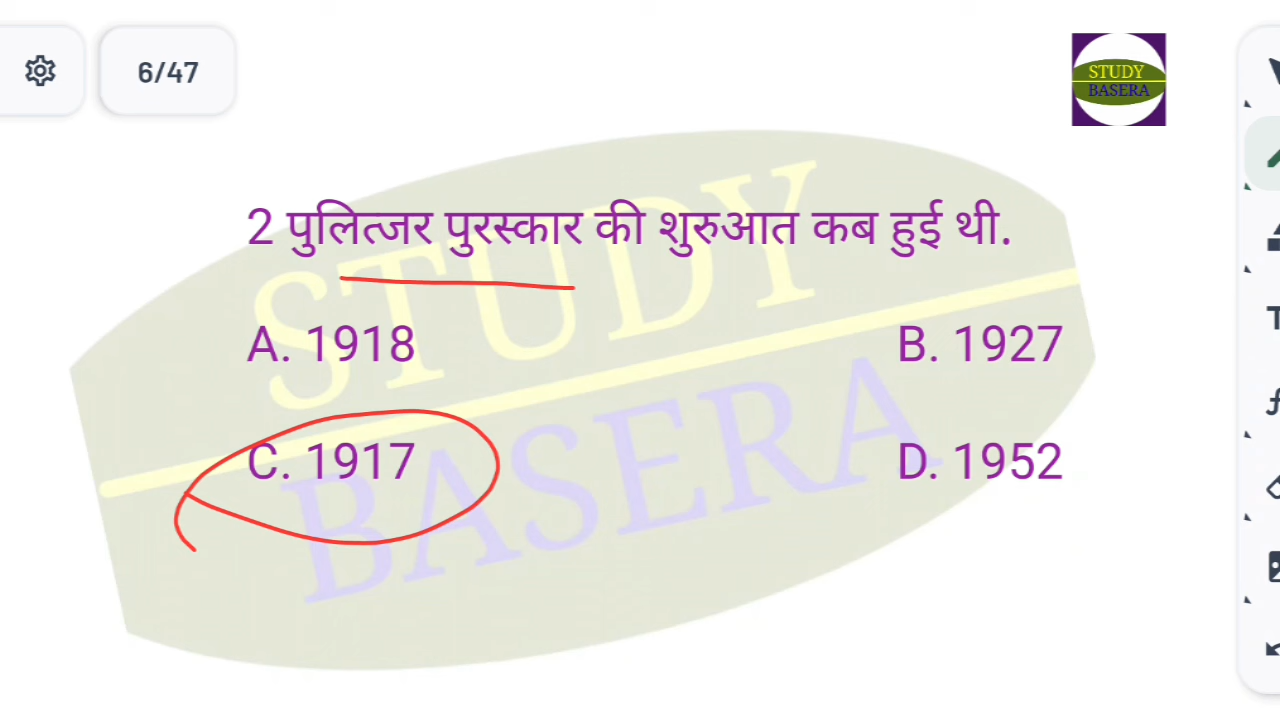 6/47
STUDY
BASERA
2 पुलित्जर पुरस्कार की शुरुआत कब हुई थी.
A. 1918
B. 1927
C. 1917
D. 1952
STUDY
BASERA